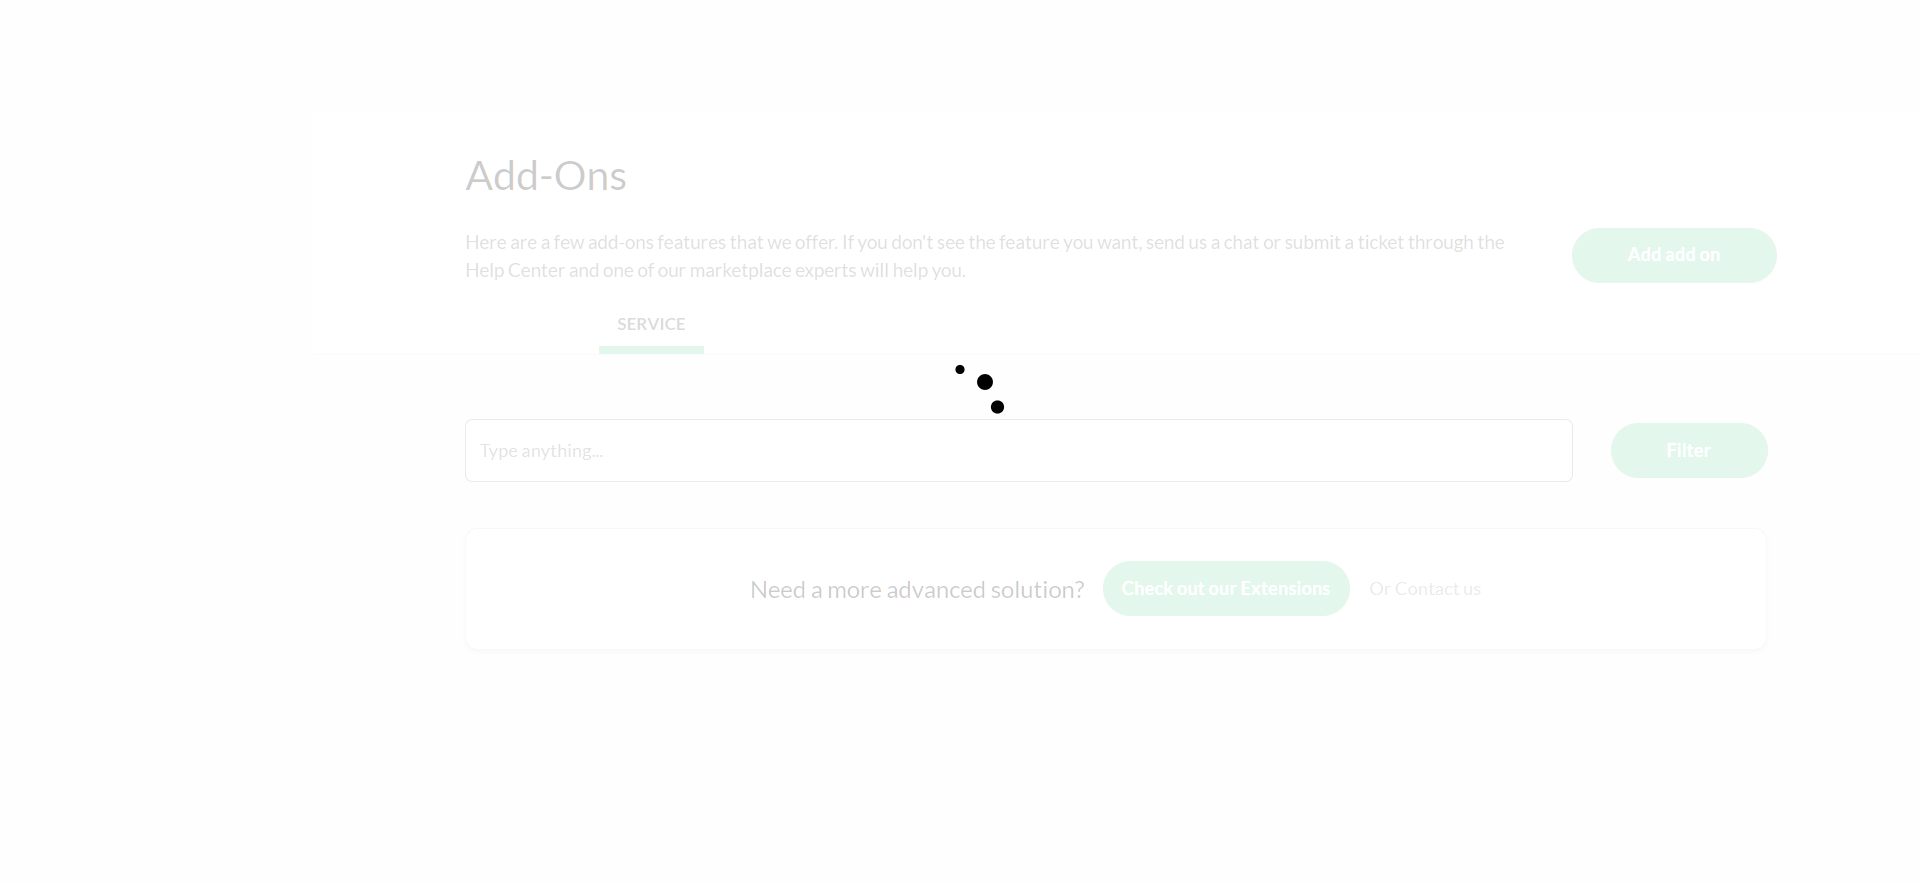 Add-Ons
Here are a few add-ons features that we offer. If you don't see the feature you want, send us a chat or submit a ticket through the
Help Center and one of our marketplace experts will help you.
Add add on
SERVICE
Type anything...
Filter
Need a more advanced solution?
Check out our Extensions
Or Contact us